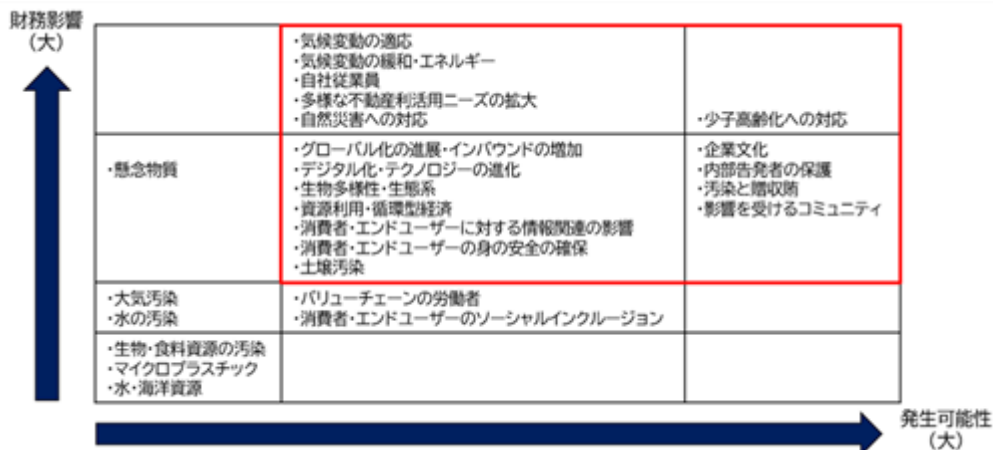 財務影響
(大)
・気候変動の適応
・気候変動の緩和・エネルギー
・自社従業員
・多様な不動産利活用ニーズの拡大
・自然災害への対応
・少子高齢化への対応
・懸念物質
・グローバル化の進展・インバウンドの増加
・デジタル化・テクノロジーの進化
・生物多様性・生態系
・資源利用・循環型経済
・消費者・エンドユーザーに対する情報関連の影響
・消費者・エンドユーザーの身の安全の確保
・土壌汚染
・企業文化
・内部告発者の保護
・汚染と贈収賄
・影響を受けるコミュニティ
・大気汚染
・水の汚染
・バリューチェーンの労働者
・消費者・エンドユーザーのソーシャルインクルージョン
・生物・食料資源の汚染
・マイクロプラスチック
・水・海洋資源
発生可能性
(大)